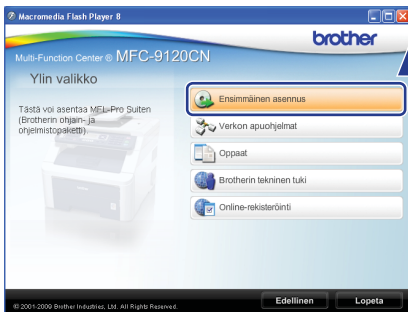 Macromedia Flash Player 8
brother
Multi-Function Center ® MFC-9120CN
Ylin valikko
Tästä voi asentaa MFL-Pro Suiten
(Brotherin ohjain- ja
ohjelmistopaketti).
Ensimmäinen asennus
Verkon apuohjelmat
Oppaat
Brotherin tekninen tuki
Online-rekisteröinti
© 2001-2009 Brother Industries, Ltd. All Rights Reserved.
Edellinen
Lopeta